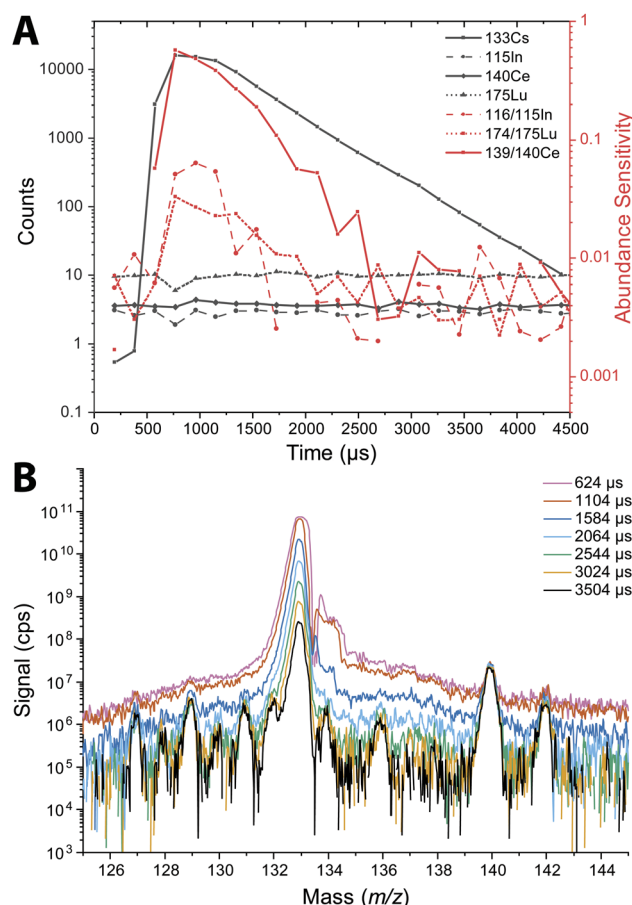 A
133Cs
115In
140Ce
175Lu
116/115In
174/175Lu
139/140Ce
10000
1000
100
10
1
0.1
Counts
1
0.1
0.01
0.001
Abundance Sensitivity
0 500 1000 1500 2000 2500 3000 3500 4000 4500
Time (µs)
B
624 µs
1104 µs
1584 µs
2064 µs
2544 µs
3024 µs
3504 µs
10¹¹
10¹⁰
10⁹
10⁸
10⁷
10⁶
10⁵
10⁴
10³
Signal (cps)
126 128 130 132 134 136 138 140 142 144
Mass (m/z)